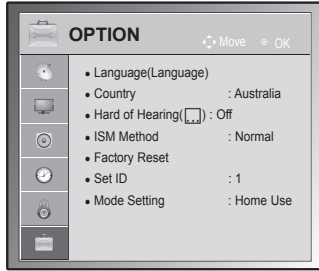 OPTION
Move OK
• Language(Language)
• Country : Australia
• Hard of Hearing( ) : Off
• ISM Method : Normal
• Factory Reset
• Set ID : 1
• Mode Setting : Home Use